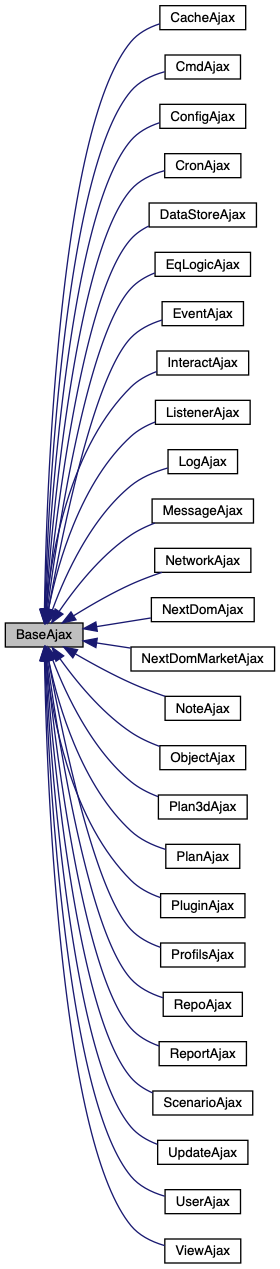 CacheAjax
CmdAjax
ConfigAjax
CronAjax
DataStoreAjax
EqLogicAjax
EventAjax
InteractAjax
ListenerAjax
LogAjax
MessageAjax
NetworkAjax
NextDomAjax
BaseAjax
NextDomMarketAjax
NoteAjax
ObjectAjax
Plan3dAjax
PlanAjax
PluginAjax
ProfilsAjax
RepoAjax
ReportAjax
ScenarioAjax
UpdateAjax
UserAjax
ViewAjax